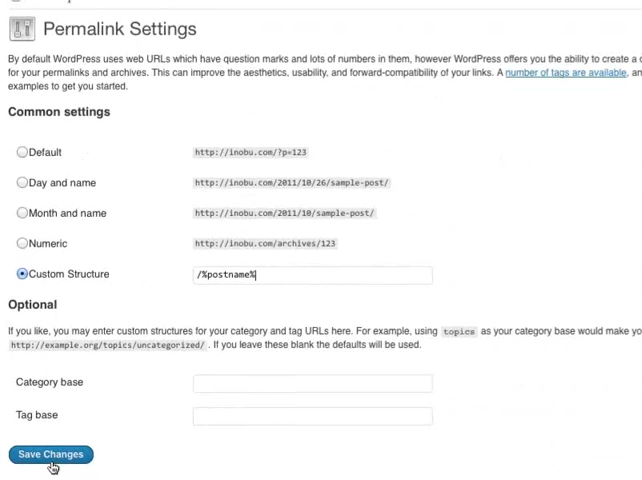 Permalink Settings
By default WordPress uses web URLs which have question marks and lots of numbers in them, however WordPress offers you the ability to create a
for your permalinks and archives. This can improve the aesthetics, usability, and forward-compatibility of your links. A number of tags are available,
examples to get you started.
Common settings
Default http://inobu.com/?p=123
Day and name http://inobu.com/2011/10/26/sample-post/
Month and name http://inobu.com/2011/10/sample-post/
Numeric http://inobu.com/archives/123
Custom Structure /%postname%
Optional
If you like, you may enter custom structures for your category and tag URLs here. For example, using topics as your category base would make
http://example.org/topics/uncategorized/ . If you leave these blank the defaults will be used.
Category base
Tag base
Save Changes